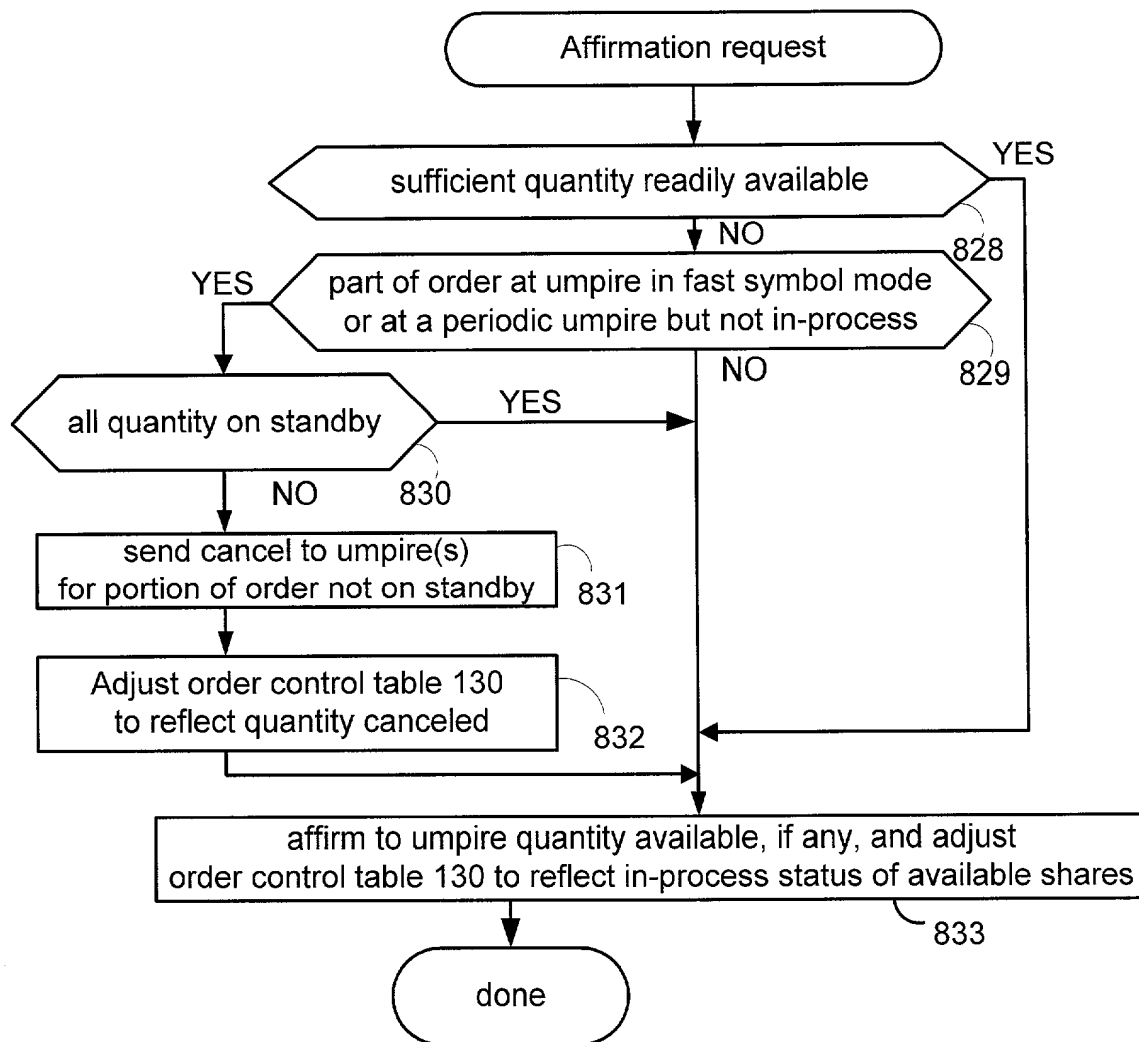 Affirmation request
YES
sufficient quantity readily available
NO
828
YES
part of order at umpire in fast symbol mode
or at a periodic umpire but not in-process
NO
829
all quantity on standby
YES
NO
830
send cancel to umpire(s)
for portion of order not on standby
831
Adjust order control table 130
to reflect quantity canceled
832
affirm to umpire quantity available, if any, and adjust
order control table 130 to reflect in-process status of available shares
833
done